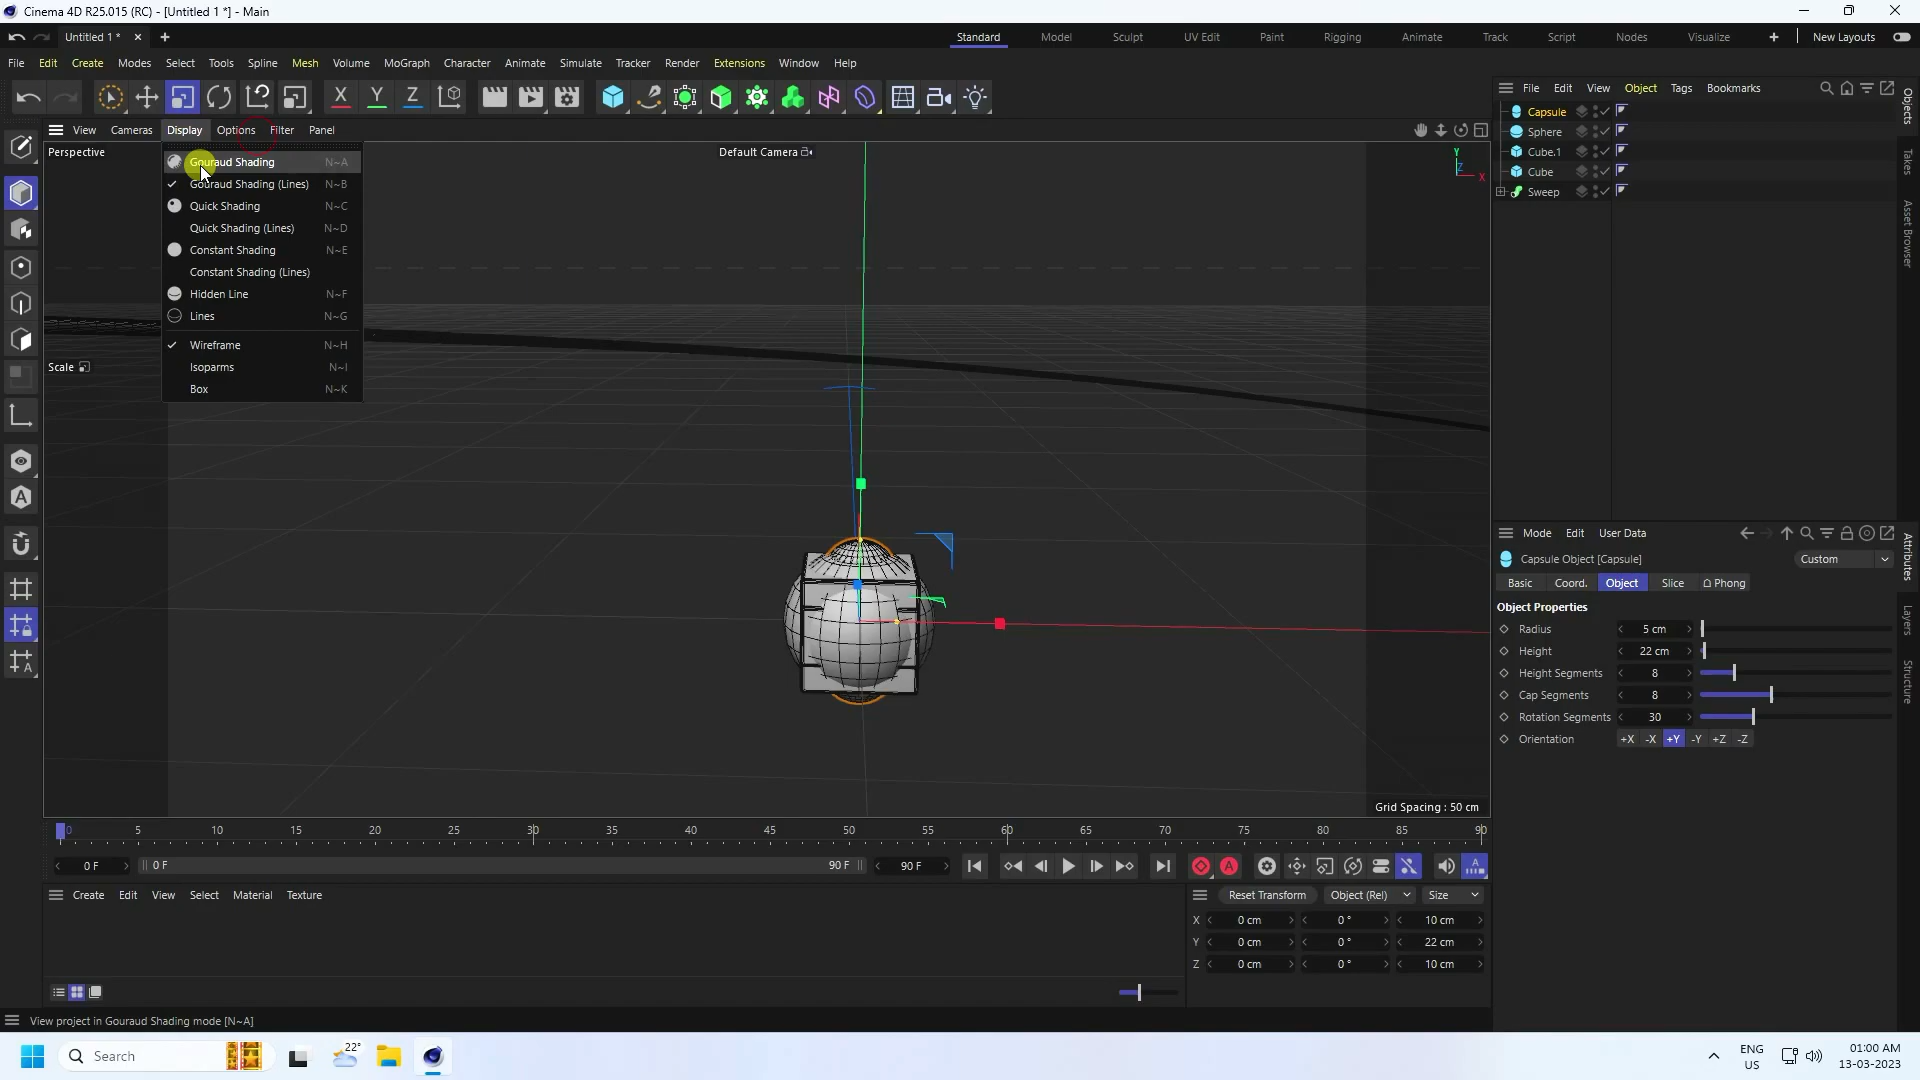 Cinema 4D R25.015 (RC) - [Untitled 1 *] - Main
Untitled 1 *
Standard Model Sculpt UV Edit Paint Rigging Animate Track Script Nodes Visualize New Layouts
File Edit Create Modes Select Tools Spline Mesh Volume MoGraph Character Animate Simulate Tracker Render Extensions Window Help
X Y Z
File Edit View Object Tags Bookmarks
Objects
Takes
Asset Browser
Capsule
Sphere
Cube.1
Cube
Sweep
View Cameras Display Options Filter Panel
Perspective
Default Camera
Y
Z
X
Gouraud Shading N~A
Gouraud Shading (Lines) N~B
Quick Shading N~C
Quick Shading (Lines) N~D
Constant Shading N~E
Constant Shading (Lines)
Hidden Line N~F
Lines N~G
Wireframe N~H
Isoparms N~I
Box N~K
Scale
Grid Spacing : 50 cm
Mode Edit User Data
Attributes
Layers
Structure
Capsule Object [Capsule]
Custom
Basic Coord. Object Slice Phong
Object Properties
Radius 5 cm
Height 22 cm
Height Segments 8
Cap Segments 8
Rotation Segments 30
Orientation +X -X +Y -Y +Z -Z
0 5 10 15 20 25 30 35 40 45 50 55 60 65 70 75 80 85 90
0 F 0 F 90 F 90 F
Create Edit View Select Material Texture
Reset Transform Object (Rel) Size
X 0 cm 0 ° 10 cm
Y 0 cm 0 ° 22 cm
Z 0 cm 0 ° 10 cm
View project in Gouraud Shading mode [N~A]
Search
22°
ENG
US
01:00 AM
13-03-2023